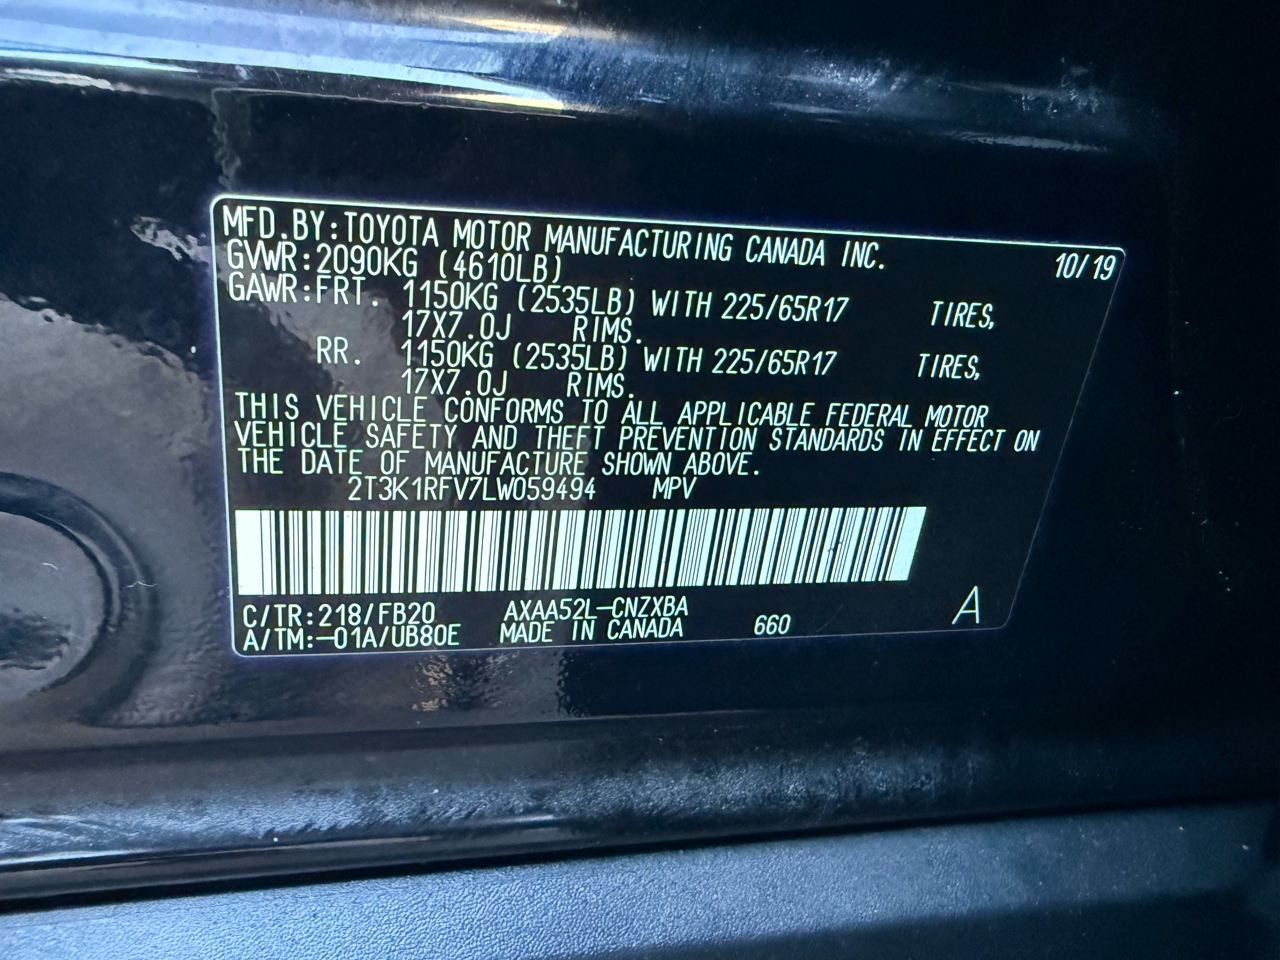 MFD.BY:TOYOTA MOTOR MANUFACTURING CANADA INC. 10/19
GVWR:2090KG (4610LB)
GAWR:FRT. 1150KG (2535LB) WITH 225/65R17 TIRES,
17X7.0J RIMS.
RR. 1150KG (2535LB) WITH 225/65R17 TIRES,
17X7.0J RIMS.
THIS VEHICLE CONFORMS TO ALL APPLICABLE FEDERAL MOTOR
VEHICLE SAFETY AND THEFT PREVENTION STANDARDS IN EFFECT ON
THE DATE OF MANUFACTURE SHOWN ABOVE.
2T3K1RFV7LW059494 MPV
C/TR:218/FB20 AXAA52L-CNZXBA
A/TM:-01A/UB80E MADE IN CANADA 660 A